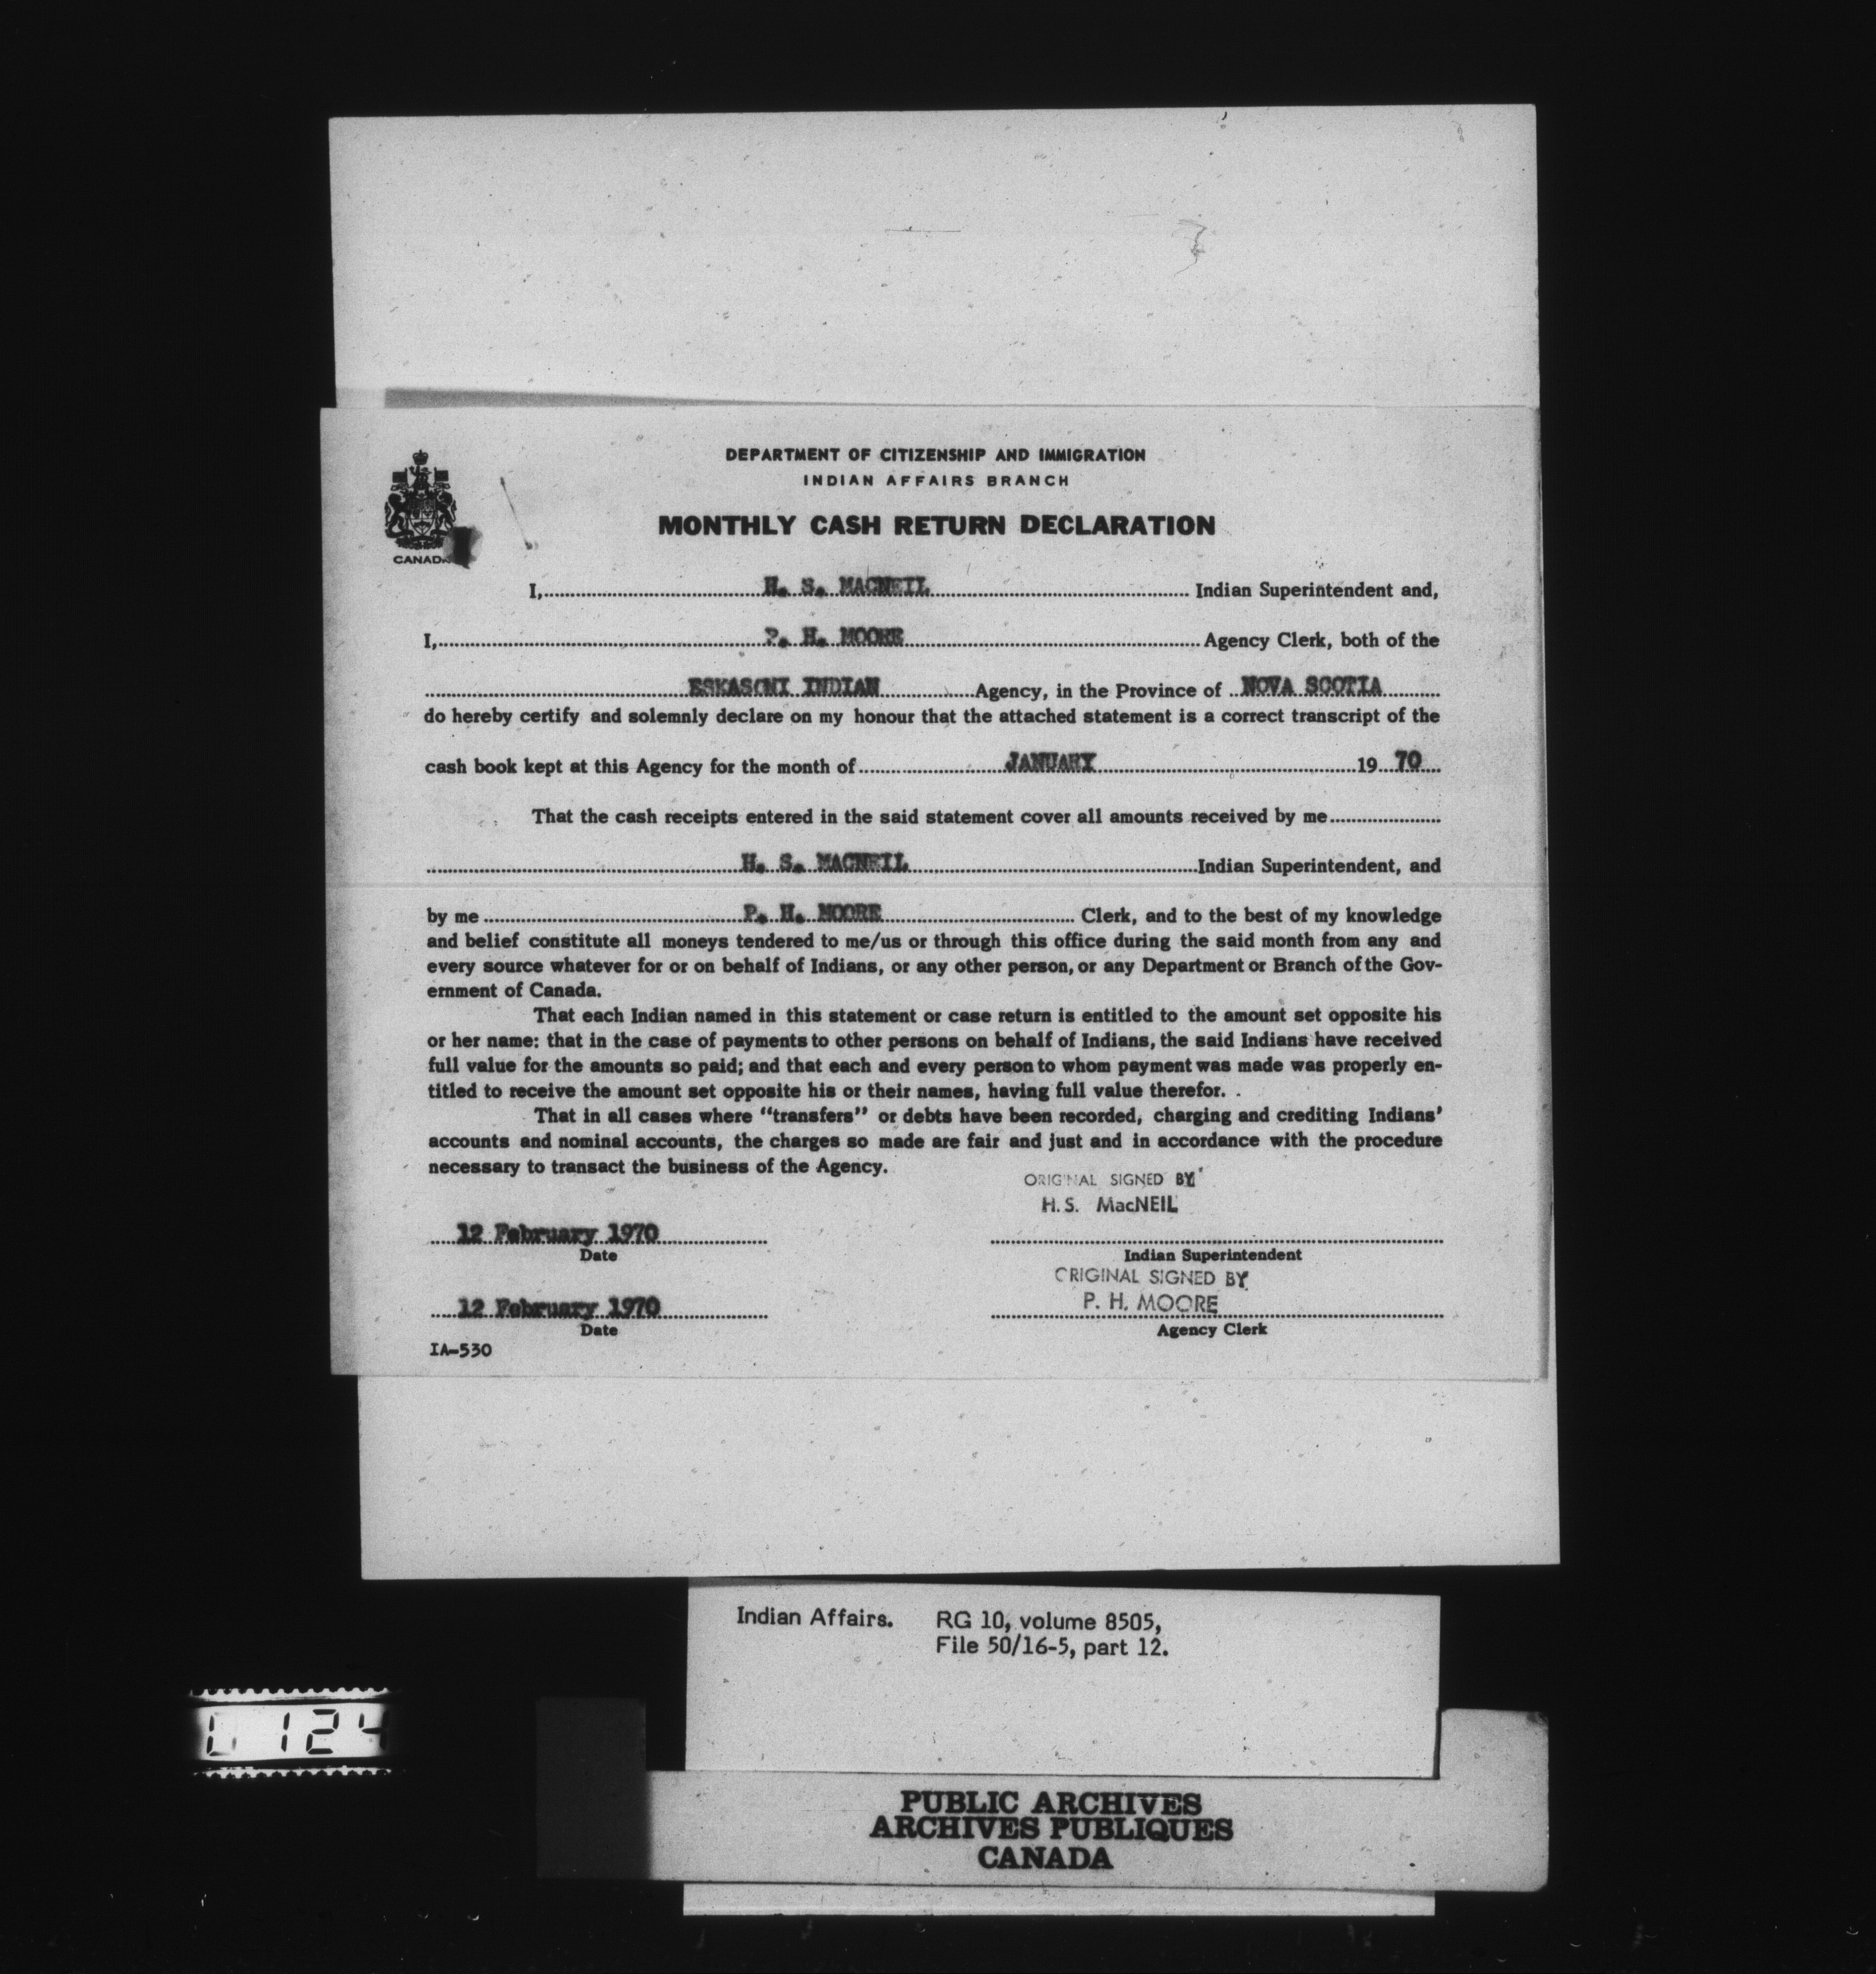 DEPARTMENT OF CITIZENSHIP AND IMMIGRATION
INDIAN AFFAIRS BRANCH
MONTHLY CASH RETURN DECLARATION
CANADA
I, H. S. MACNEIL Indian Superintendent and,
I, P. H. MOORE Agency Clerk, both of the
ESKASONI INDIAN Agency, in the Province of NOVA SCOTIA
do hereby certify and solemnly declare on my honour that the attached statement is a correct transcript of the
cash book kept at this Agency for the month of JANUARY 19 70
That the cash receipts entered in the said statement cover all amounts received by me
H. S. MACNEIL Indian Superintendent, and
by me P. H. MOORE Clerk, and to the best of my knowledge
and belief constitute all moneys tendered to me/us or through this office during the said month from any and
every source whatever for or on behalf of Indians, or any other person, or any Department or Branch of the Gov-
ernment of Canada.
That each Indian named in this statement or case return is entitled to the amount set opposite his
or her name: that in the case of payments to other persons on behalf of Indians, the said Indians have received
full value for the amounts so paid; and that each and every person to whom payment was made was properly en-
titled to receive the amount set opposite his or their names, having full value therefor.
That in all cases where "transfers" or debts have been recorded, charging and crediting Indians'
accounts and nominal accounts, the charges so made are fair and just and in accordance with the procedure
necessary to transact the business of the Agency.
ORIGINAL SIGNED BY
H. S. MacNEIL
12 February 1970
Date
Indian Superintendent
ORIGINAL SIGNED BY
P. H. MOORE
12 February 1970
Date
Agency Clerk
IA-530
Indian Affairs. RG 10, volume 8505,
File 50/16-5, part 12.
124
PUBLIC ARCHIVES
ARCHIVES PUBLIQUES
CANADA